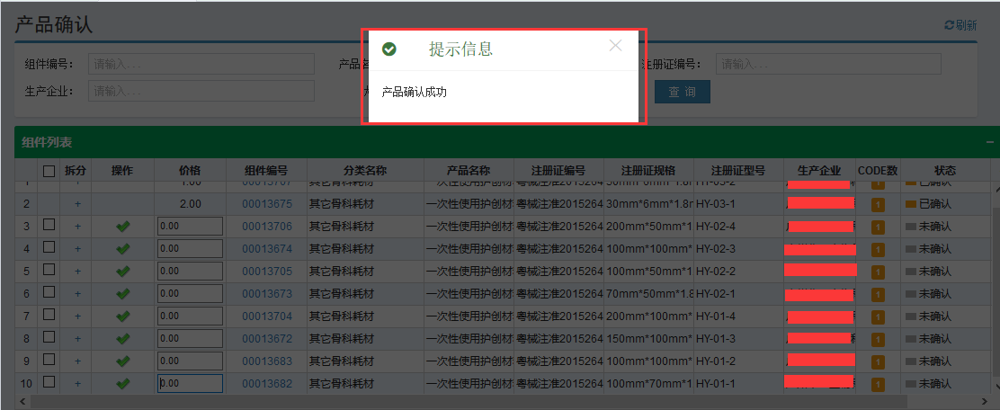 产品确认
刷新
提示信息
组件编号： 请输入... 产品 注册证编号： 请输入...
产品确认成功
生产企业： 请输入... 查 询
组件列表
拆分 操作 价格 组件编号 分类名称 产品名称 注册证编号 注册证规格 注册证型号 生产企业 CODE数 状态
1 1.00 00013707 其它骨科耗材 一次性使用护创材 粤械注准2015264 50mm*6mm*1.8m HY-03-2 1 已确认
2 + 2.00 00013675 其它骨科耗材 一次性使用护创材 粤械注准2015264 30mm*6mm*1.8m HY-03-1 1 已确认
3 + 0.00 00013706 其它骨科耗材 一次性使用护创材 粤械注准2015264 200mm*50mm*1 HY-02-4 1 未确认
4 + 0.00 00013674 其它骨科耗材 一次性使用护创材 粤械注准2015264 100mm*100mm* HY-02-3 1 未确认
5 + 0.00 00013705 其它骨科耗材 一次性使用护创材 粤械注准2015264 100mm*50mm*1 HY-02-2 1 未确认
6 + 0.00 00013673 其它骨科耗材 一次性使用护创材 粤械注准2015264 70mm*50mm*1.8 HY-02-1 1 未确认
7 + 0.00 00013704 其它骨科耗材 一次性使用护创材 粤械注准2015264 200mm*100mm* HY-01-4 1 未确认
8 + 0.00 00013672 其它骨科耗材 一次性使用护创材 粤械注准2015264 150mm*100mm* HY-01-3 1 未确认
9 + 0.00 00013683 其它骨科耗材 一次性使用护创材 粤械注准2015264 100mm*100mm* HY-01-2 1 未确认
10 + 0.00 00013682 其它骨科耗材 一次性使用护创材 粤械注准2015264 100mm*70mm*1 HY-01-1 1 未确认